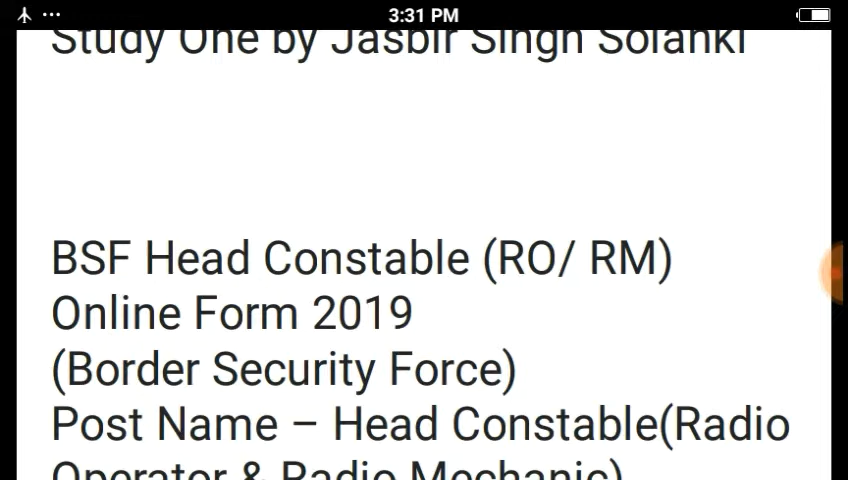 3:31 PM
Study One by Jasbir Singh Solanki
BSF Head Constable (RO/ RM)
Online Form 2019
(Border Security Force)
Post Name – Head Constable(Radio
Operator & Radio Mechanic)